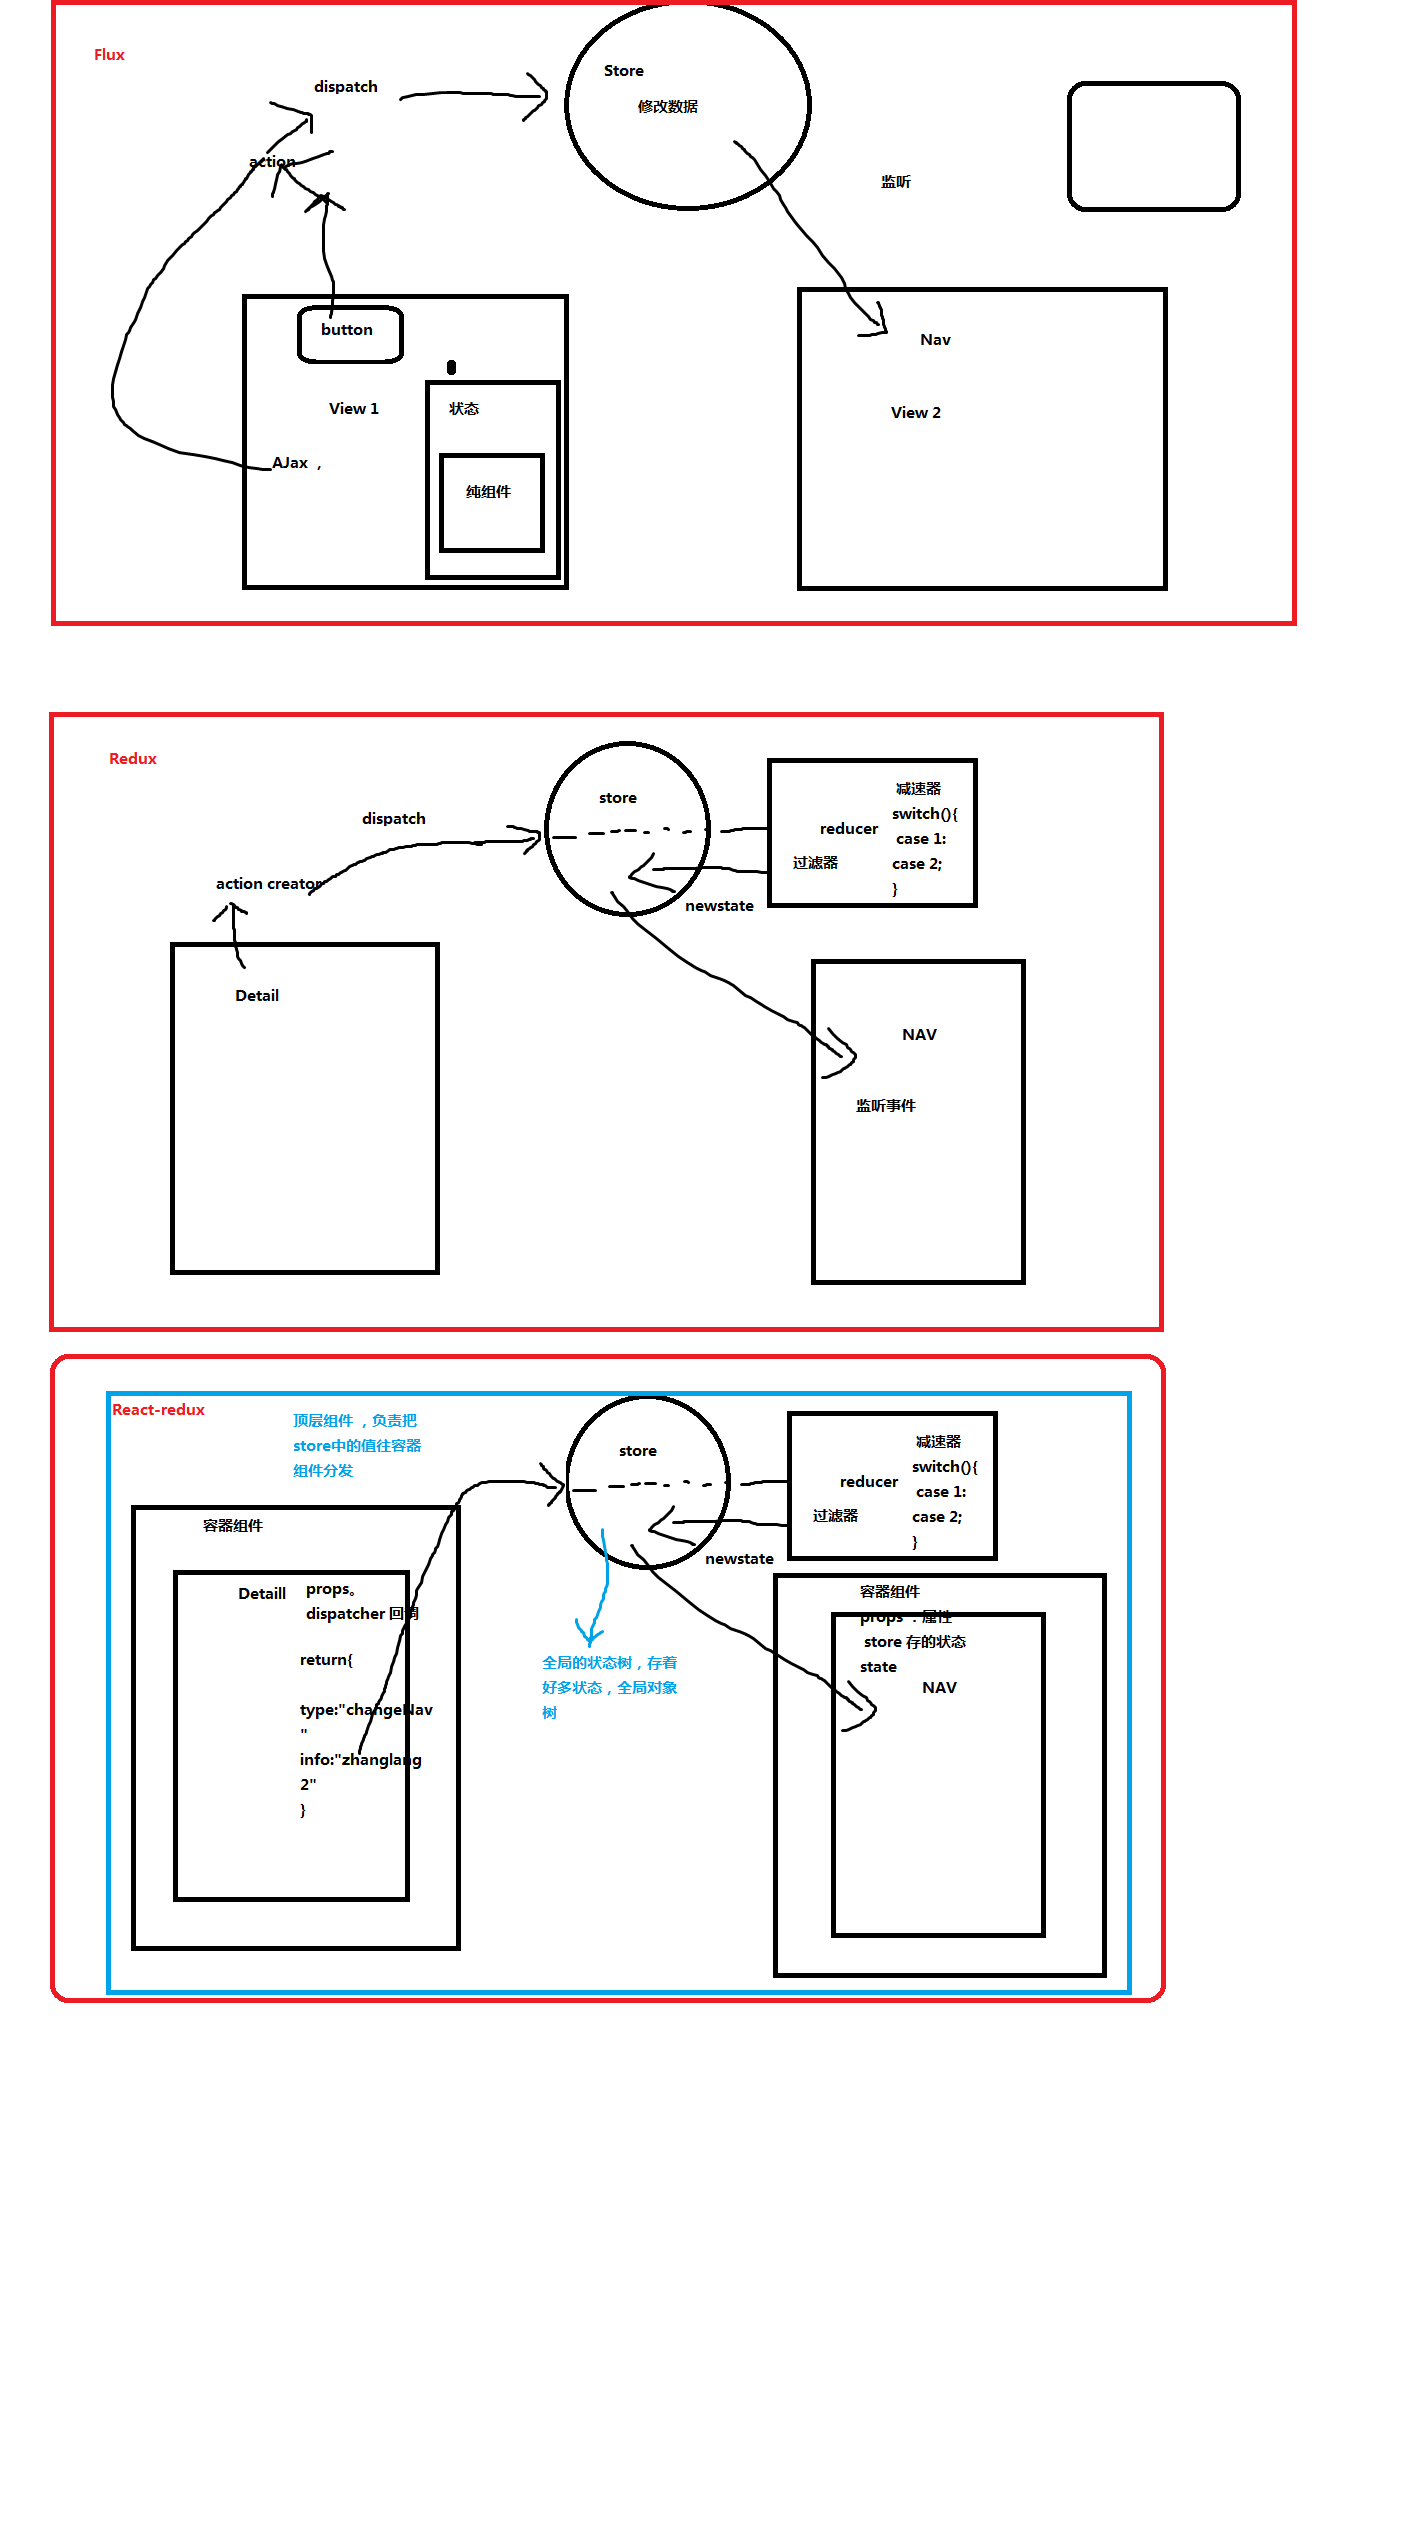 Flux
dispatch
Store
修改数据
action
监听
button
View 1
状态
AJax ，
纯组件
Nav
View 2
Redux
dispatch
action creator
store
reducer
过滤器
减速器
switch(){
case 1:
case 2;
}
newstate
Detail
NAV
监听事件
React-redux
顶层组件 ，负责把
store中的值往容器
组件分发
store
reducer
过滤器
减速器
switch(){
case 1:
case 2;
}
newstate
容器组件
Detaill
props。
dispatcher 回调
return{
type:"changeNav
"
info:"zhanglang
2"
}
全局的状态树，存着
好多状态，全局对象
树
容器组件
props ：属性
store 存的状态
state
NAV